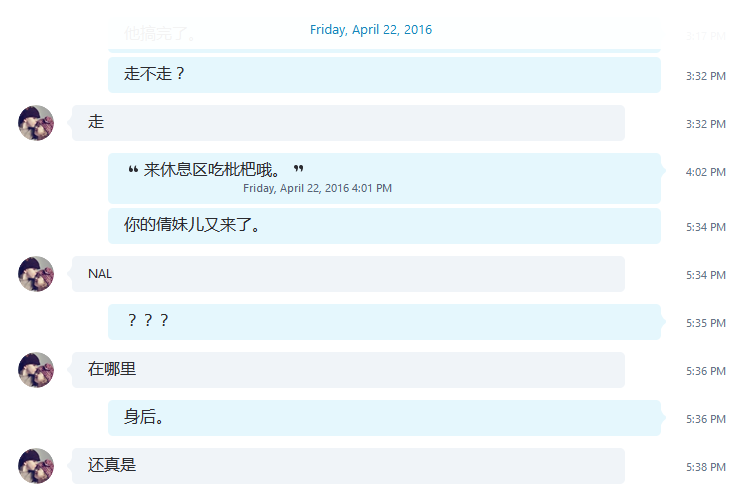 Friday, April 22, 2016
他搞完了。
3:17 PM
走不走？
3:32 PM
走
3:32 PM
❝ 来休息区吃枇杷哦。 ❞
Friday, April 22, 2016 4:01 PM
4:02 PM
你的倩妹儿又来了。
5:34 PM
NAL
5:34 PM
？？？
5:35 PM
在哪里
5:36 PM
身后。
5:36 PM
还真是
5:38 PM